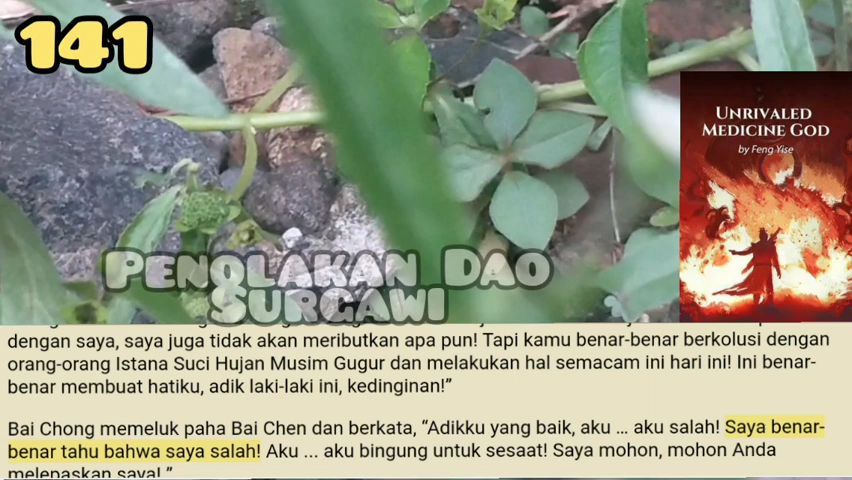 141
UNRIVALED
MEDICINE GOD
by Feng Yise
PENOLAKAN DAO
SURGAWI
dengan saya, saya juga tidak akan meributkan apa pun! Tapi kamu benar-benar berkolusi dengan
orang-orang Istana Suci Hujan Musim Gugur dan melakukan hal semacam ini hari ini! Ini benar-
benar membuat hatiku, adik laki-laki ini, kedinginan!”
Bai Chong memeluk paha Bai Chen dan berkata, “Adikku yang baik, aku … aku salah! Saya benar-
benar tahu bahwa saya salah! Aku ... aku bingung untuk sesaat! Saya mohon, mohon Anda
melepaskan saya! ”